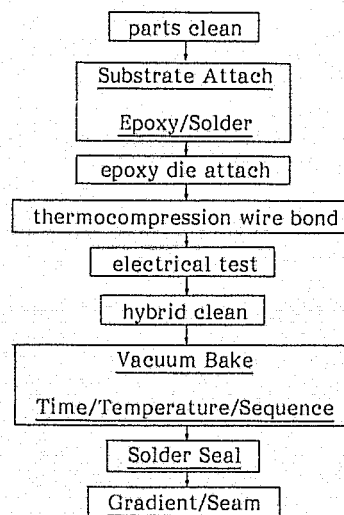 parts clean
Substrate Attach
Epoxy/Solder
epoxy die attach
thermocompression wire bond
electrical test
hybrid clean
Vacuum Bake
Time/Temperature/Sequence
Solder Seal
Gradient/Seam